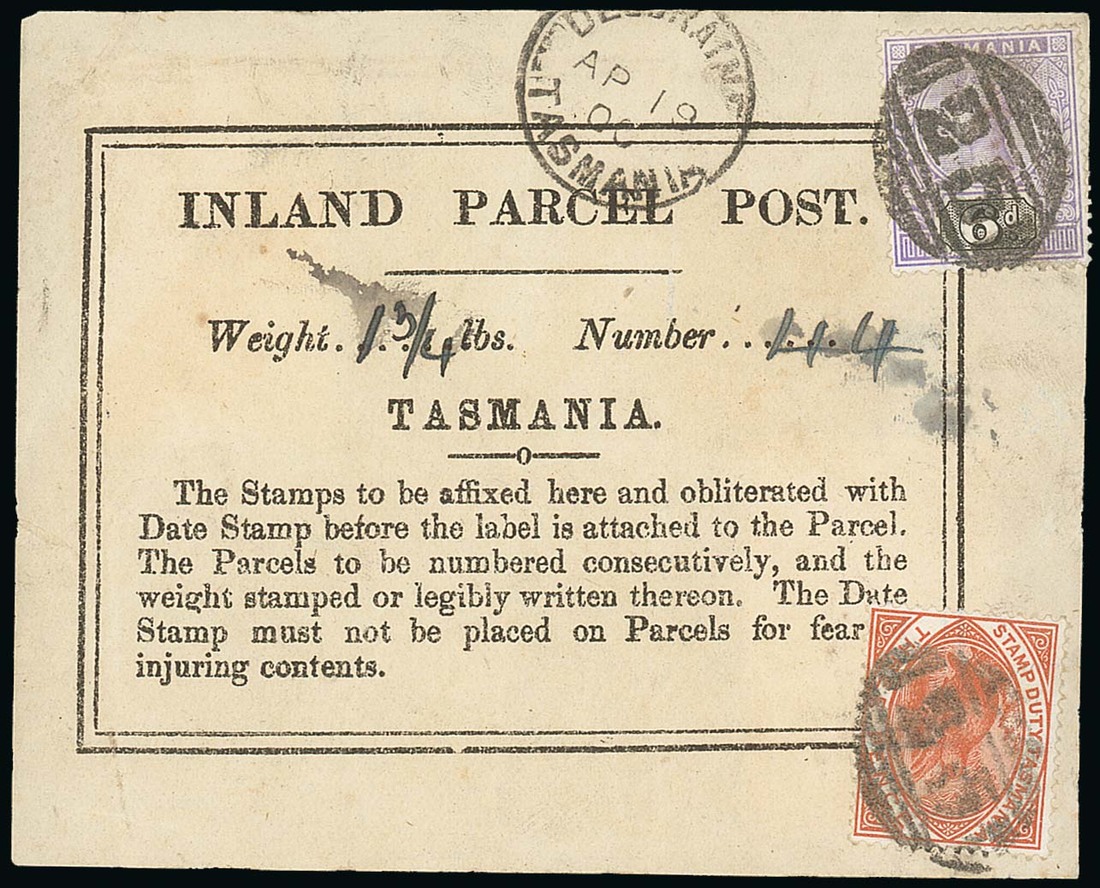 DELORAINE
AP 19
00
TASMANIA
TASMANIA
6d
INLAND PARCEL POST.
Weight. 1 3/4 lbs. Number. 114
TASMANIA.
The Stamps to be affixed here and obliterated with
Date Stamp before the label is attached to the Parcel.
The Parcels to be numbered consecutively, and the
weight stamped or legibly written thereon. The Date
Stamp must not be placed on Parcels for fear
injuring contents.
STAMP DUTY TASMANIA